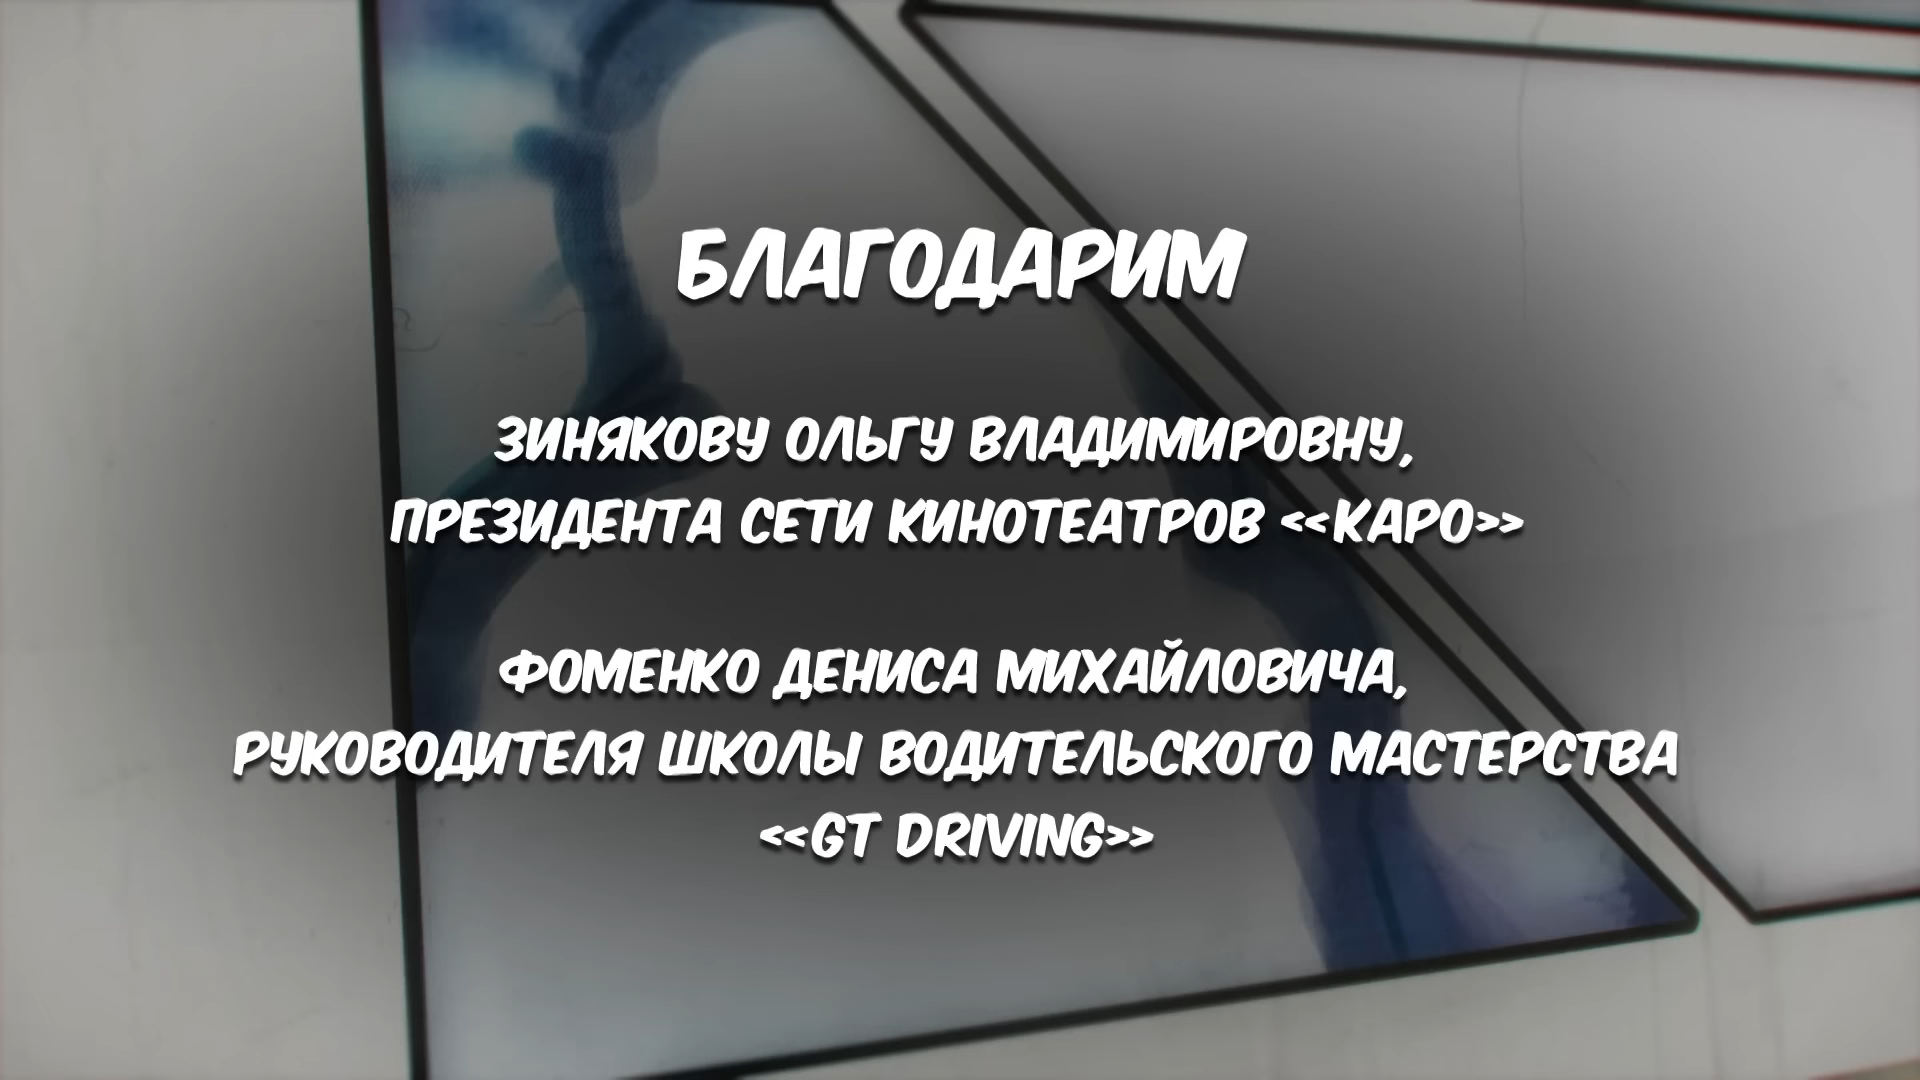 БЛАГОДАРИМ
ЗИНЯКОВУ ОЛЬГУ ВЛАДИМИРОВНУ,
ПРЕЗИДЕНТА СЕТИ КИНОТЕАТРОВ <<КАРО>>
ФОМЕНКО ДЕНИСА МИХАЙЛОВИЧА,
РУКОВОДИТЕЛЯ ШКОЛЫ ВОДИТЕЛЬСКОГО МАСТЕРСТВА
<<GT DRIVING>>